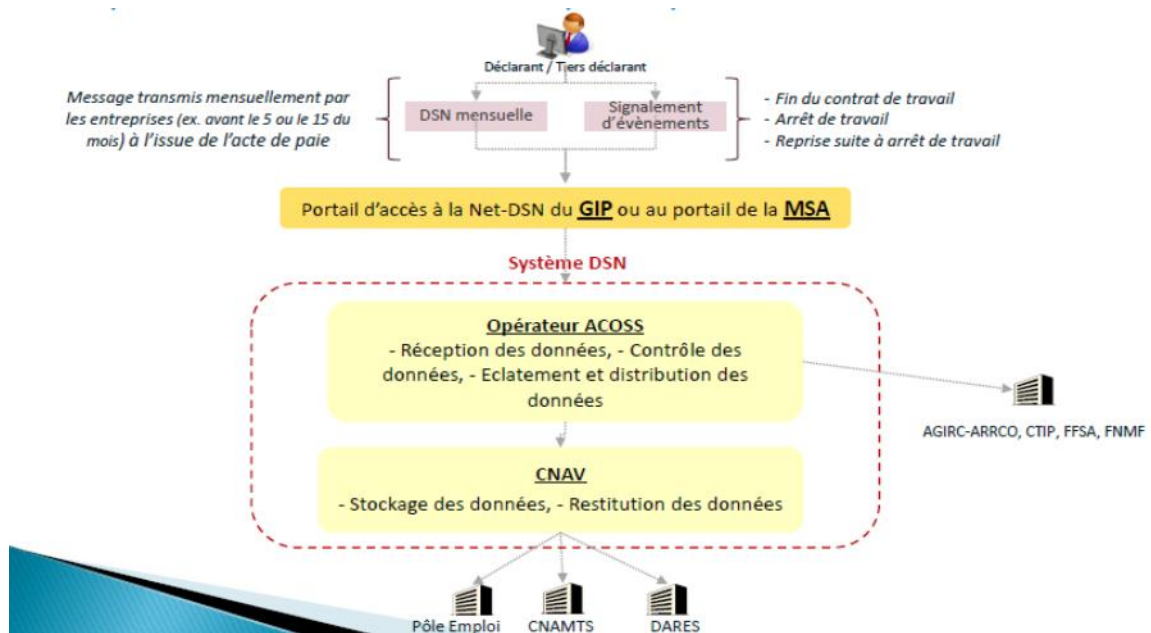 Déclarant / Tiers déclarant
Message transmis mensuellement par
les entreprises (ex. avant le 5 ou le 15 du
mois) à l'issue de l'acte de paie
DSN mensuelle
Signalement
d'évènements
- Fin du contrat de travail
- Arrêt de travail
- Reprise suite à arrêt de travail
Portail d'accès à la Net-DSN du GIP ou au portail de la MSA
Système DSN
Opérateur ACOSS
- Réception des données, - Contrôle des
données, - Eclatement et distribution des
données
AGIRC-ARRCO, CTIP, FFSA, FNMF
CNAV
- Stockage des données, - Restitution des données
Pôle Emploi
CNAMTS
DARES